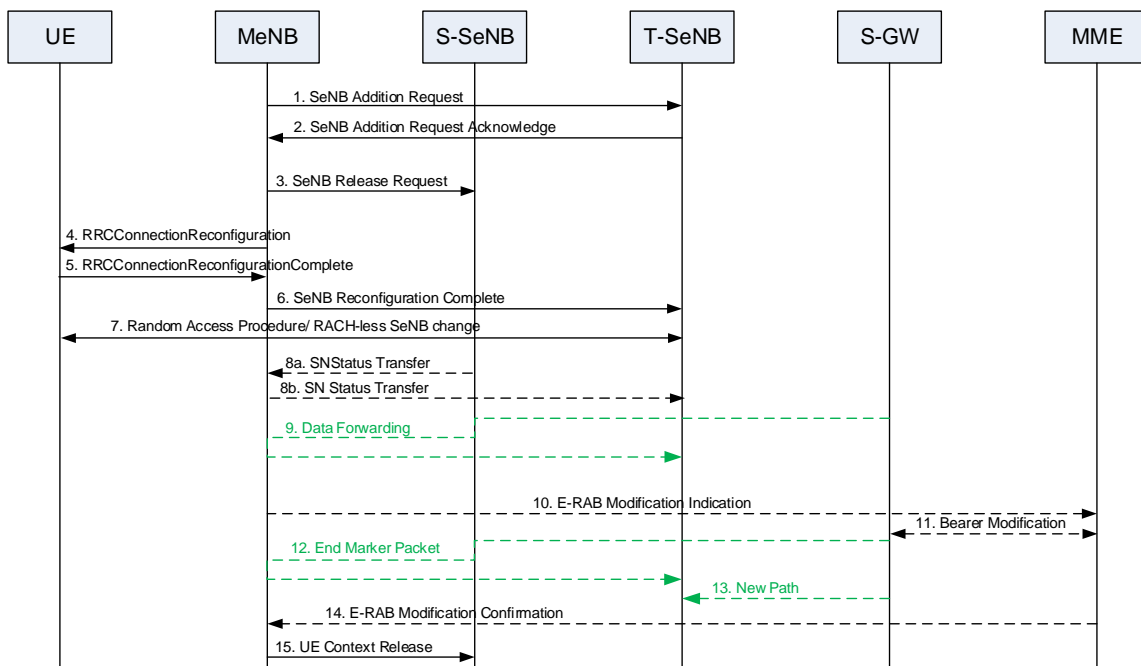 UE
MeNB
S-SeNB
T-SeNB
S-GW
MME
1. SeNB Addition Request
2. SeNB Addition Request Acknowledge
3. SeNB Release Request
4. RRCConnectionReconfiguration
5. RRCConnectionReconfigurationComplete
6. SeNB Reconfiguration Complete
7. Random Access Procedure/ RACH-less SeNB change
8a. SNStatus Transfer
8b. SN Status Transfer
9. Data Forwarding
10. E-RAB Modification Indication
11. Bearer Modification
12. End Marker Packet
13. New Path
14. E-RAB Modification Confirmation
15. UE Context Release